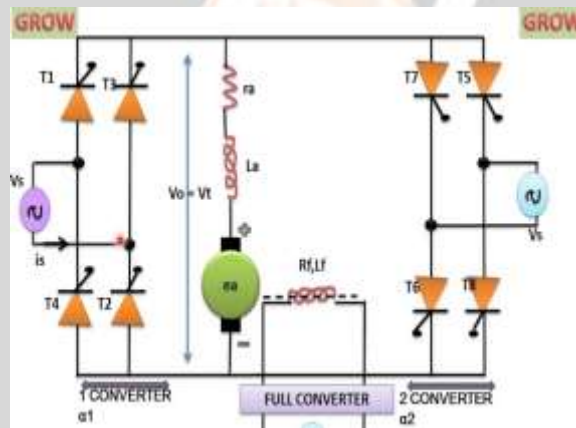 GROW
GROW
T1
T3
T7
T5
ra
La
Vs
Vo = Vt
Vs
is
ea
Rf,Lf
T4
T2
T6
T8
1 CONVERTER
α1
FULL CONVERTER
2 CONVERTER
α2